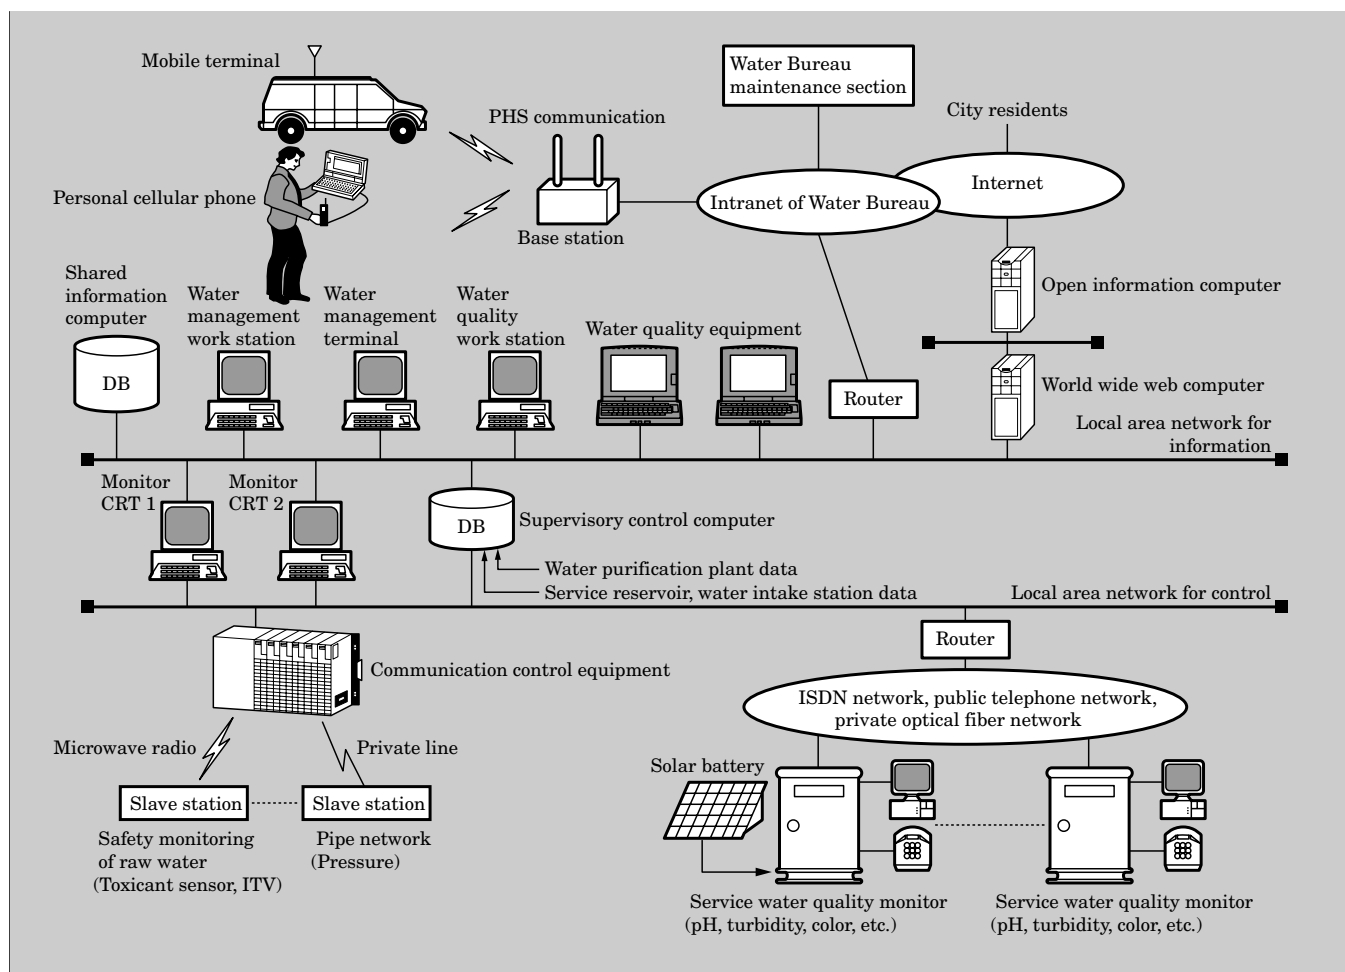 Mobile terminal
Water Bureau
maintenance section
PHS communication
City residents
Internet
Personal cellular phone
Intranet of Water Bureau
Base station
Shared
information
computer
Water
management
work station
Water
management
terminal
Water
quality
work station
Water quality equipment
Open information computer
DB
Router
World wide web computer
Local area network for
information
Monitor
CRT 1
Monitor
CRT 2
DB
Supervisory control computer
Water purification plant data
Service reservoir, water intake station data
Local area network for control
Router
Communication control equipment
ISDN network, public telephone network,
private optical fiber network
Microwave radio
Private line
Solar battery
Slave station
Slave station
Safety monitoring
of raw water
(Toxicant sensor, ITV)
Pipe network
(Pressure)
Service water quality monitor
(pH, turbidity, color, etc.)
Service water quality monitor
(pH, turbidity, color, etc.)